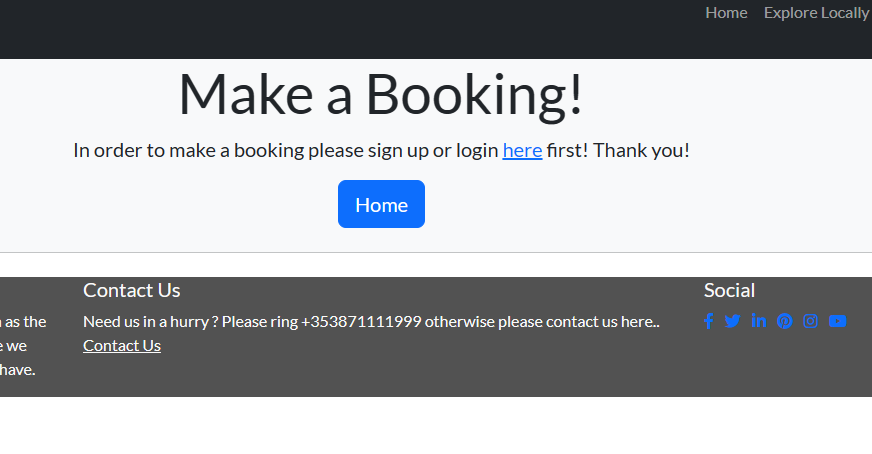 Home Explore Locally
Make a Booking!
In order to make a booking please sign up or login here first! Thank you!
Home
Contact Us
Social
as the
Need us in a hurry ? Please ring +353871111999 otherwise please contact us here..
we
Contact Us
have.